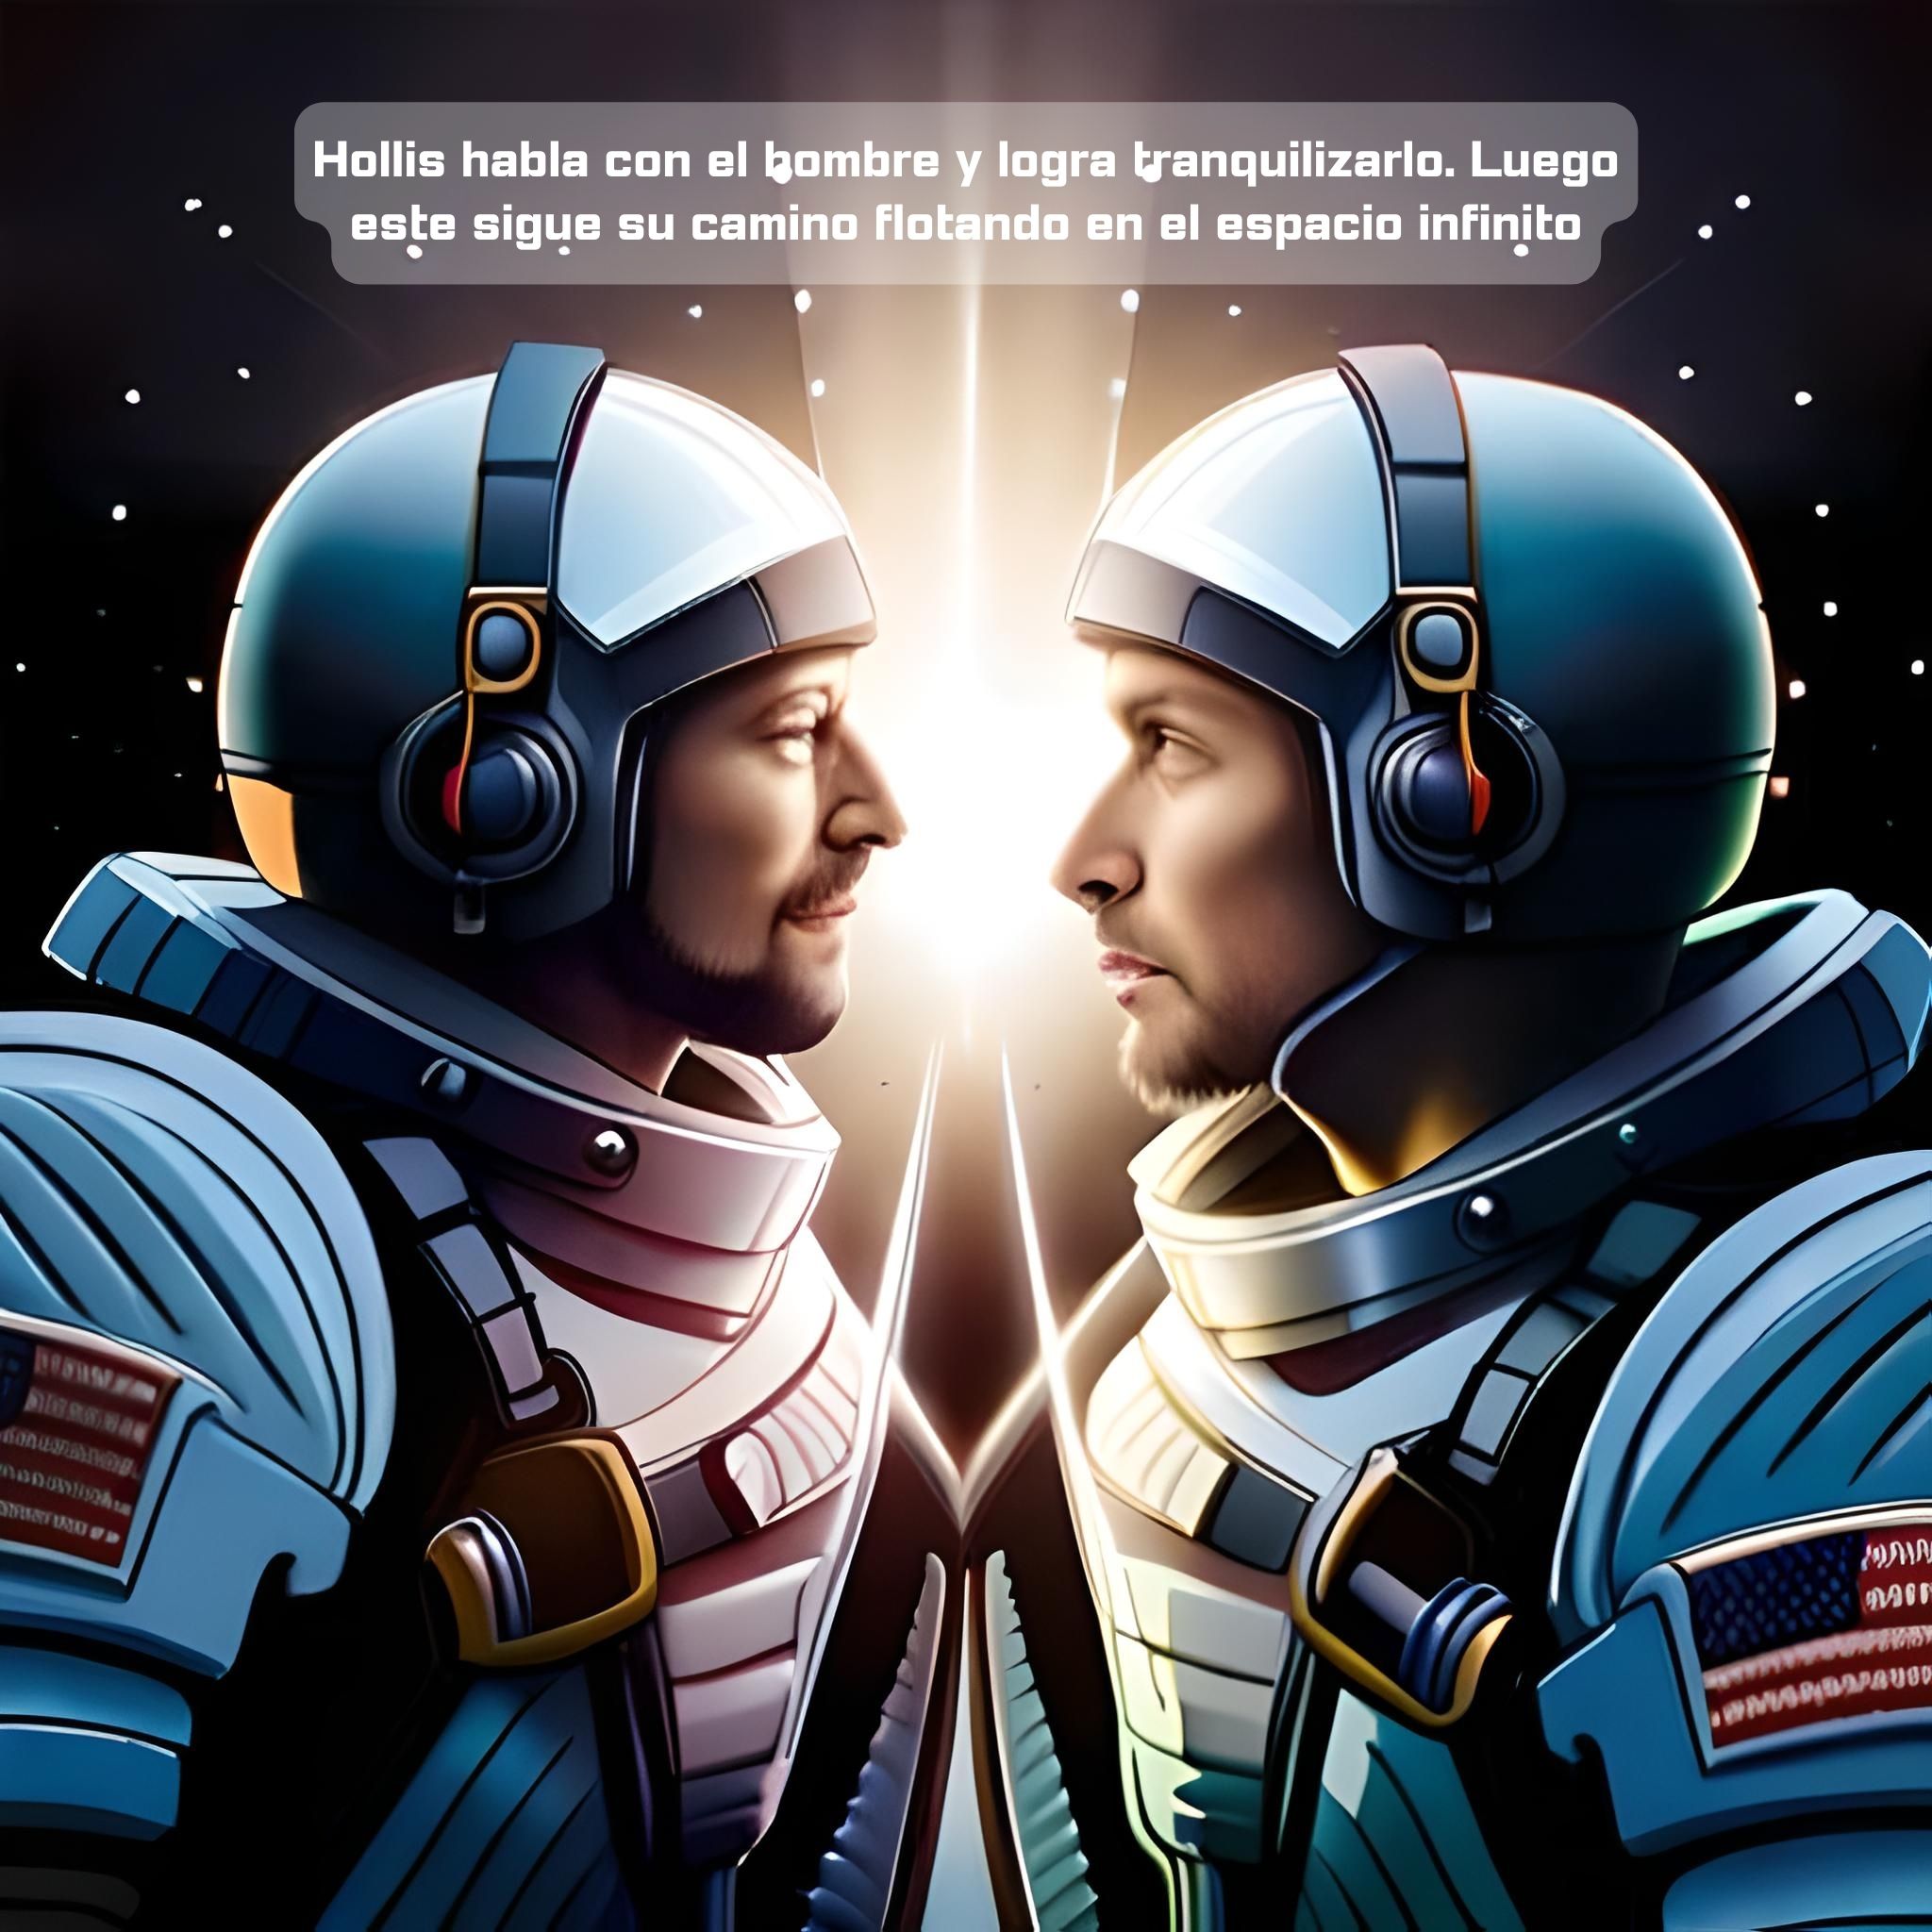 Hollis habla con el hombre y logra tranquilizarlo. Luego
este sigue su camino flotando en el espacio infinito